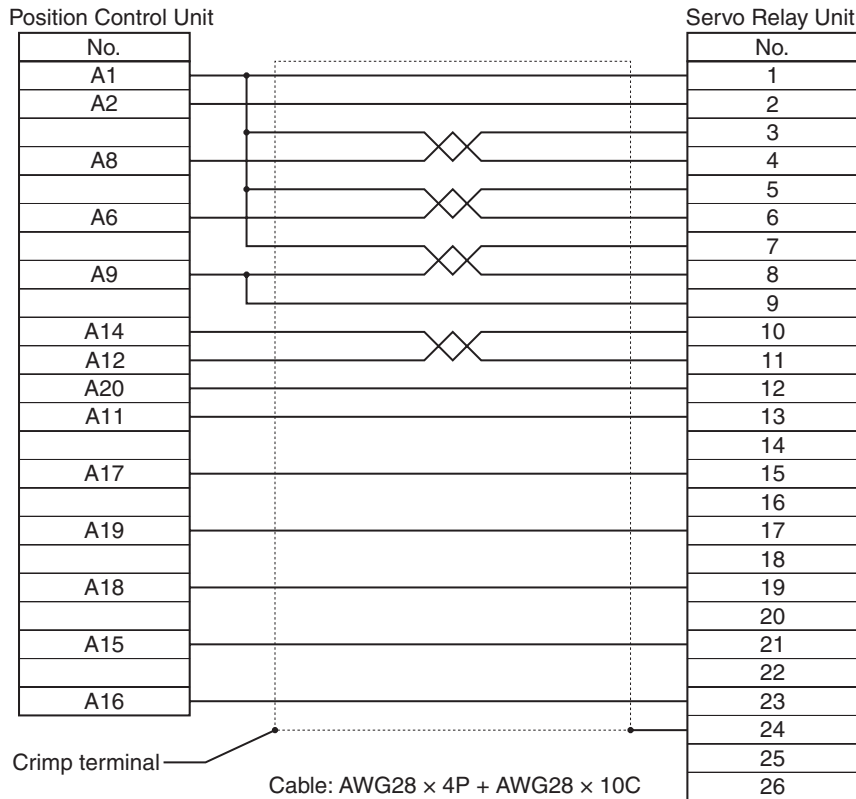 Position Control Unit Servo Relay Unit
No. No.
A1 1
A2 2
3
A8 4
5
A6 6
7
A9 8
9
A14 10
A12 11
A20 12
A11 13
14
A17 15
16
A19 17
18
A18 19
20
A15 21
22
A16 23
24
Crimp terminal 25
Cable: AWG28 × 4P + AWG28 × 10C 26